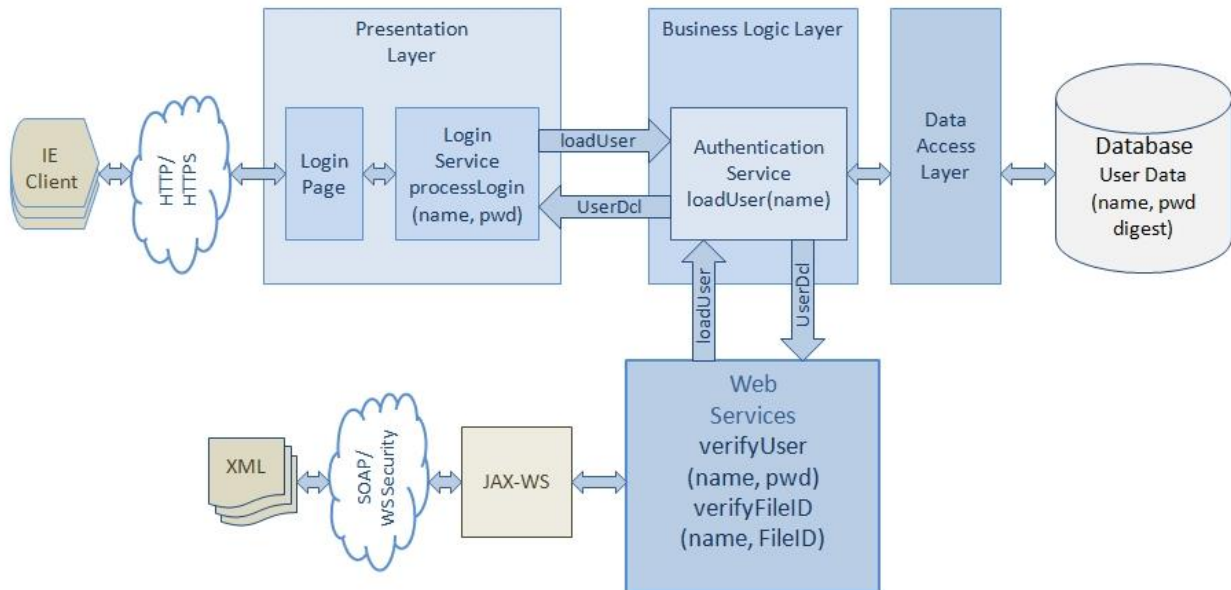 Presentation
Layer
Business Logic Layer
IE
Client
HTTP/
HTTPS
Login
Page
Login
Service
processLogin
(name, pwd)
loadUser
UserDcl
Authentication
Service
loadUser(name)
Data
Access
Layer
Database
User Data
(name, pwd
digest)
loadUser
UserDcl
XML
SOAP/
WS Security
JAX-WS
Web
Services
verifyUser
(name, pwd)
verifyFileID
(name, FileID)